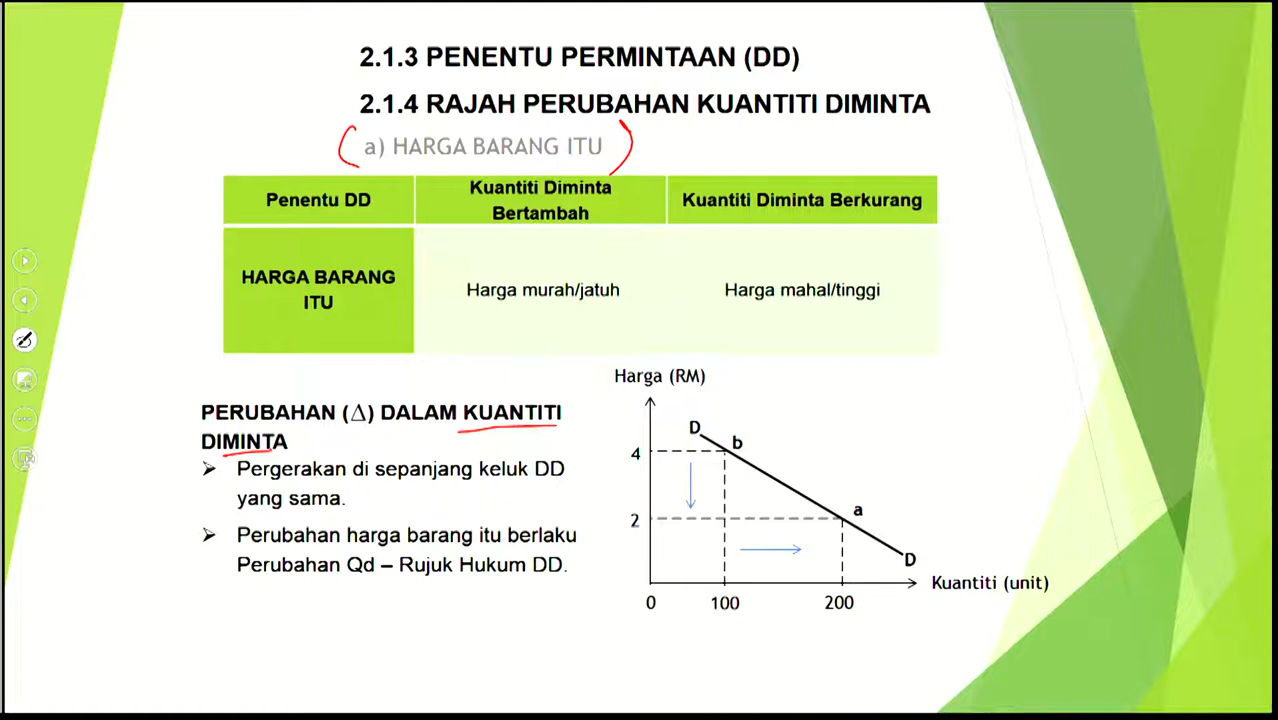 2.1.3 PENENTU PERMINTAAN (DD)
2.1.4 RAJAH PERUBAHAN KUANTITI DIMINTA
a) HARGA BARANG ITU
Penentu DD
Kuantiti Diminta
Bertambah
Kuantiti Diminta Berkurang
HARGA BARANG
ITU
Harga murah/jatuh
Harga mahal/tinggi
PERUBAHAN (Δ) DALAM KUANTITI
DIMINTA
Pergerakan di sepanjang keluk DD
yang sama.
Perubahan harga barang itu berlaku
Perubahan Qd – Rujuk Hukum DD.
Harga (RM)
D
b
4
a
2
D
Kuantiti (unit)
0
100
200